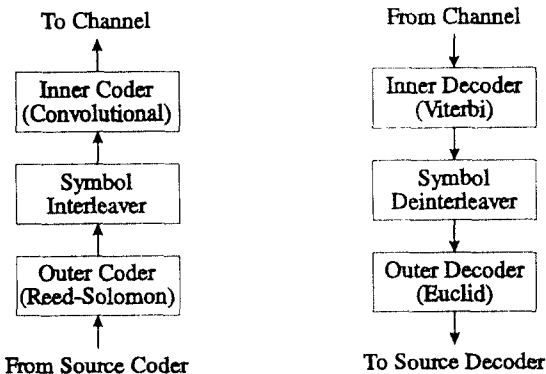 To Channel
Inner Coder
(Convolutional)
Symbol
Interleaver
Outer Coder
(Reed-Solomon)
From Source Coder
From Channel
Inner Decoder
(Viterbi)
Symbol
Deinterleaver
Outer Decoder
(Euclid)
To Source Decoder